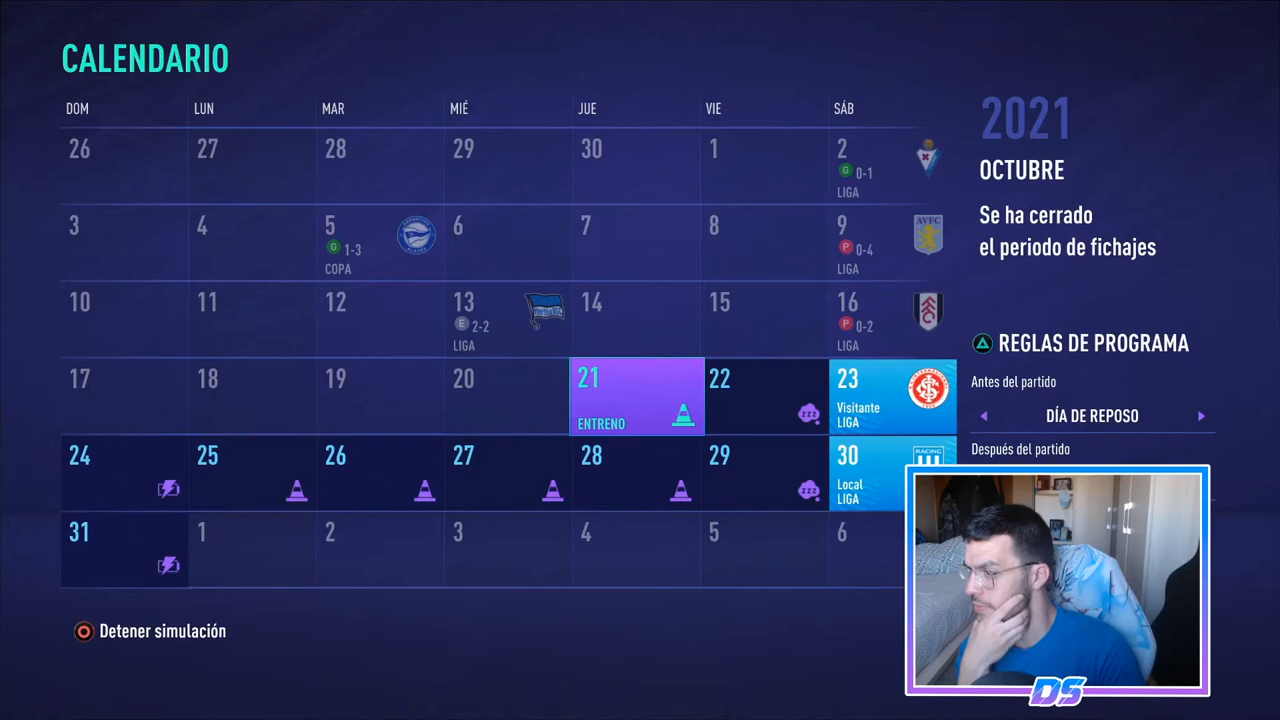 CALENDARIO
DOM LUN MAR MIÉ JUE VIE SÁB
26 27 28 29 30 1 2
G 0-1
LIGA
3 4 5 6 7 8 9
G 1-3
COPA
AVFC
P 0-4
LIGA
10 11 12 13 14 15 16
E 2-2
LIGA
P 0-2
LIGA
17 18 19 20 21 22 23
ENTRENO
zzz
Visitante
LIGA
24 25 26 27 28 29 30
zzz
RACING
Local
LIGA
31 1 2 3 4 5 6
2021
OCTUBRE
Se ha cerrado
el periodo de fichajes
REGLAS DE PROGRAMA
Antes del partido
DÍA DE REPOSO
Después del partido
Detener simulación
DS